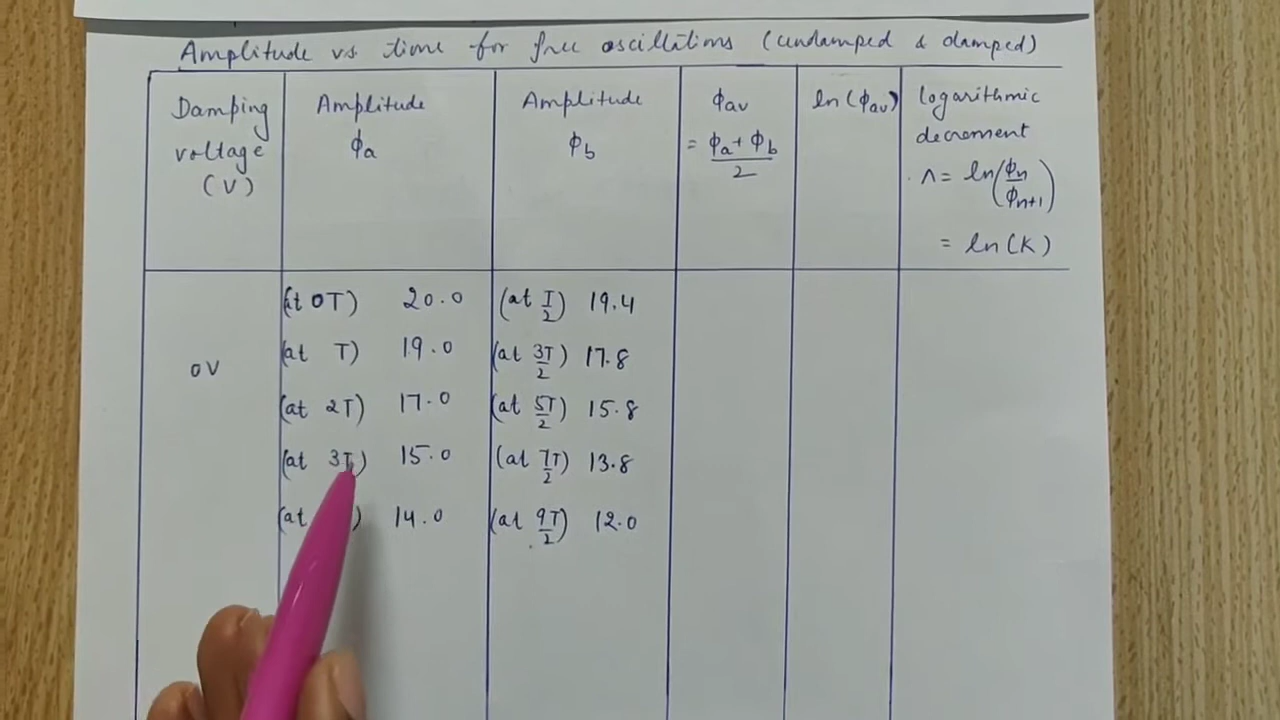 Amplitude vs time for free oscillations (undamped & damped)
Damping voltage (V)
Amplitude ϕa
Amplitude ϕb
ϕav = ϕa + ϕb / 2
ln(ϕav)
logarithmic decrement
Λ = ln(ϕn / ϕn+1)
= ln(K)
0V
(at 0T) 20.0 (at T/2) 19.4
(at T) 19.0 (at 3T/2) 17.8
(at 2T) 17.0 (at 5T/2) 15.8
(at 3T) 15.0 (at 7T/2) 13.8
(at ) 14.0 (at 9T/2) 12.0